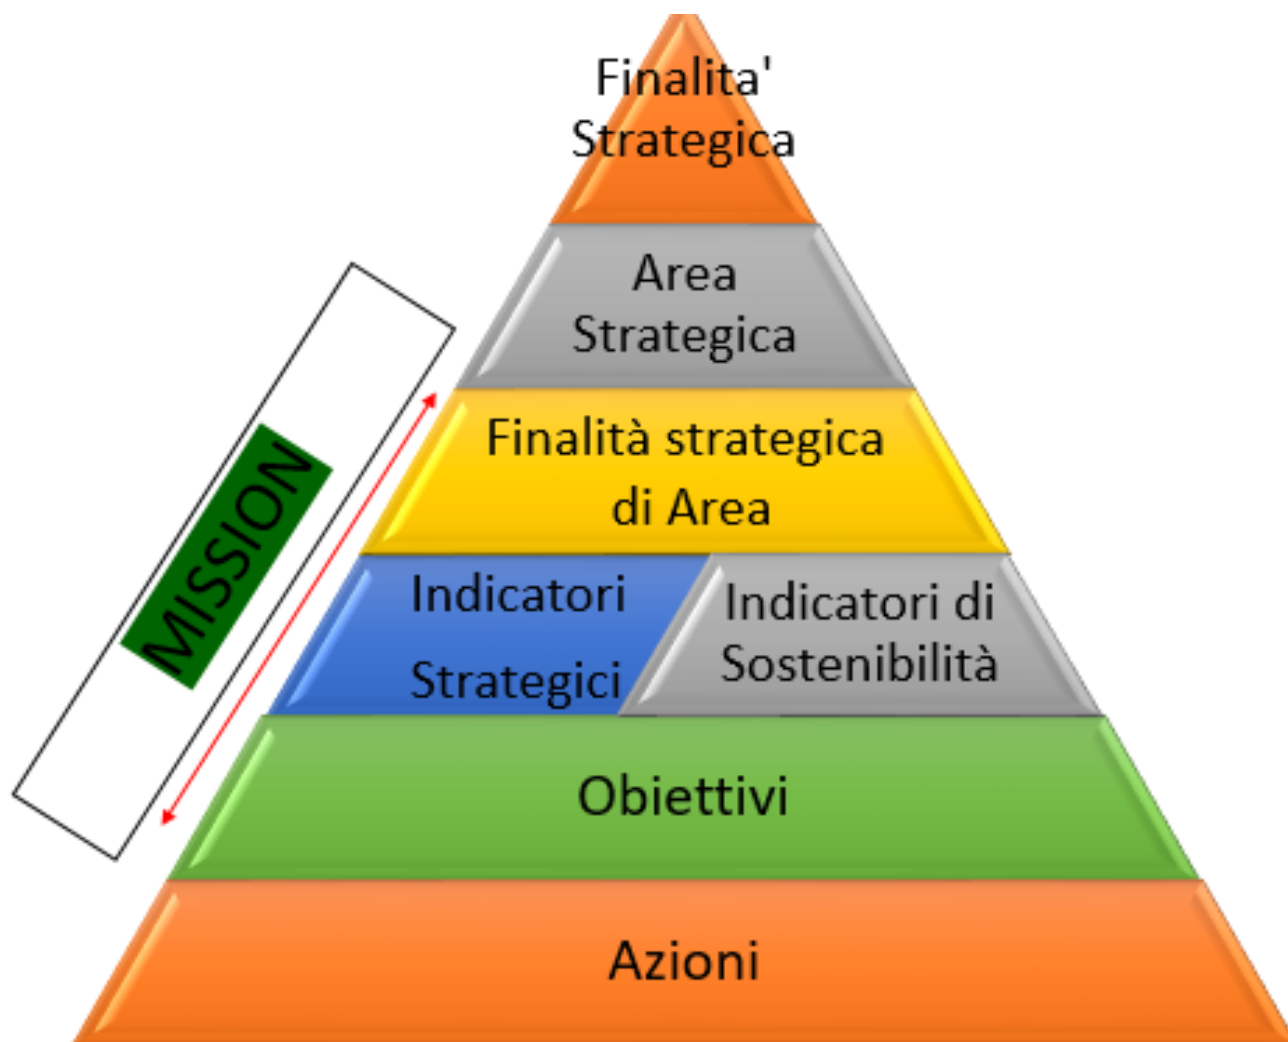 Finalita'
Strategica
Area
Strategica
Finalità strategica
di Area
MISSION
Indicatori
Strategici
Indicatori di
Sostenibilità
Obiettivi
Azioni